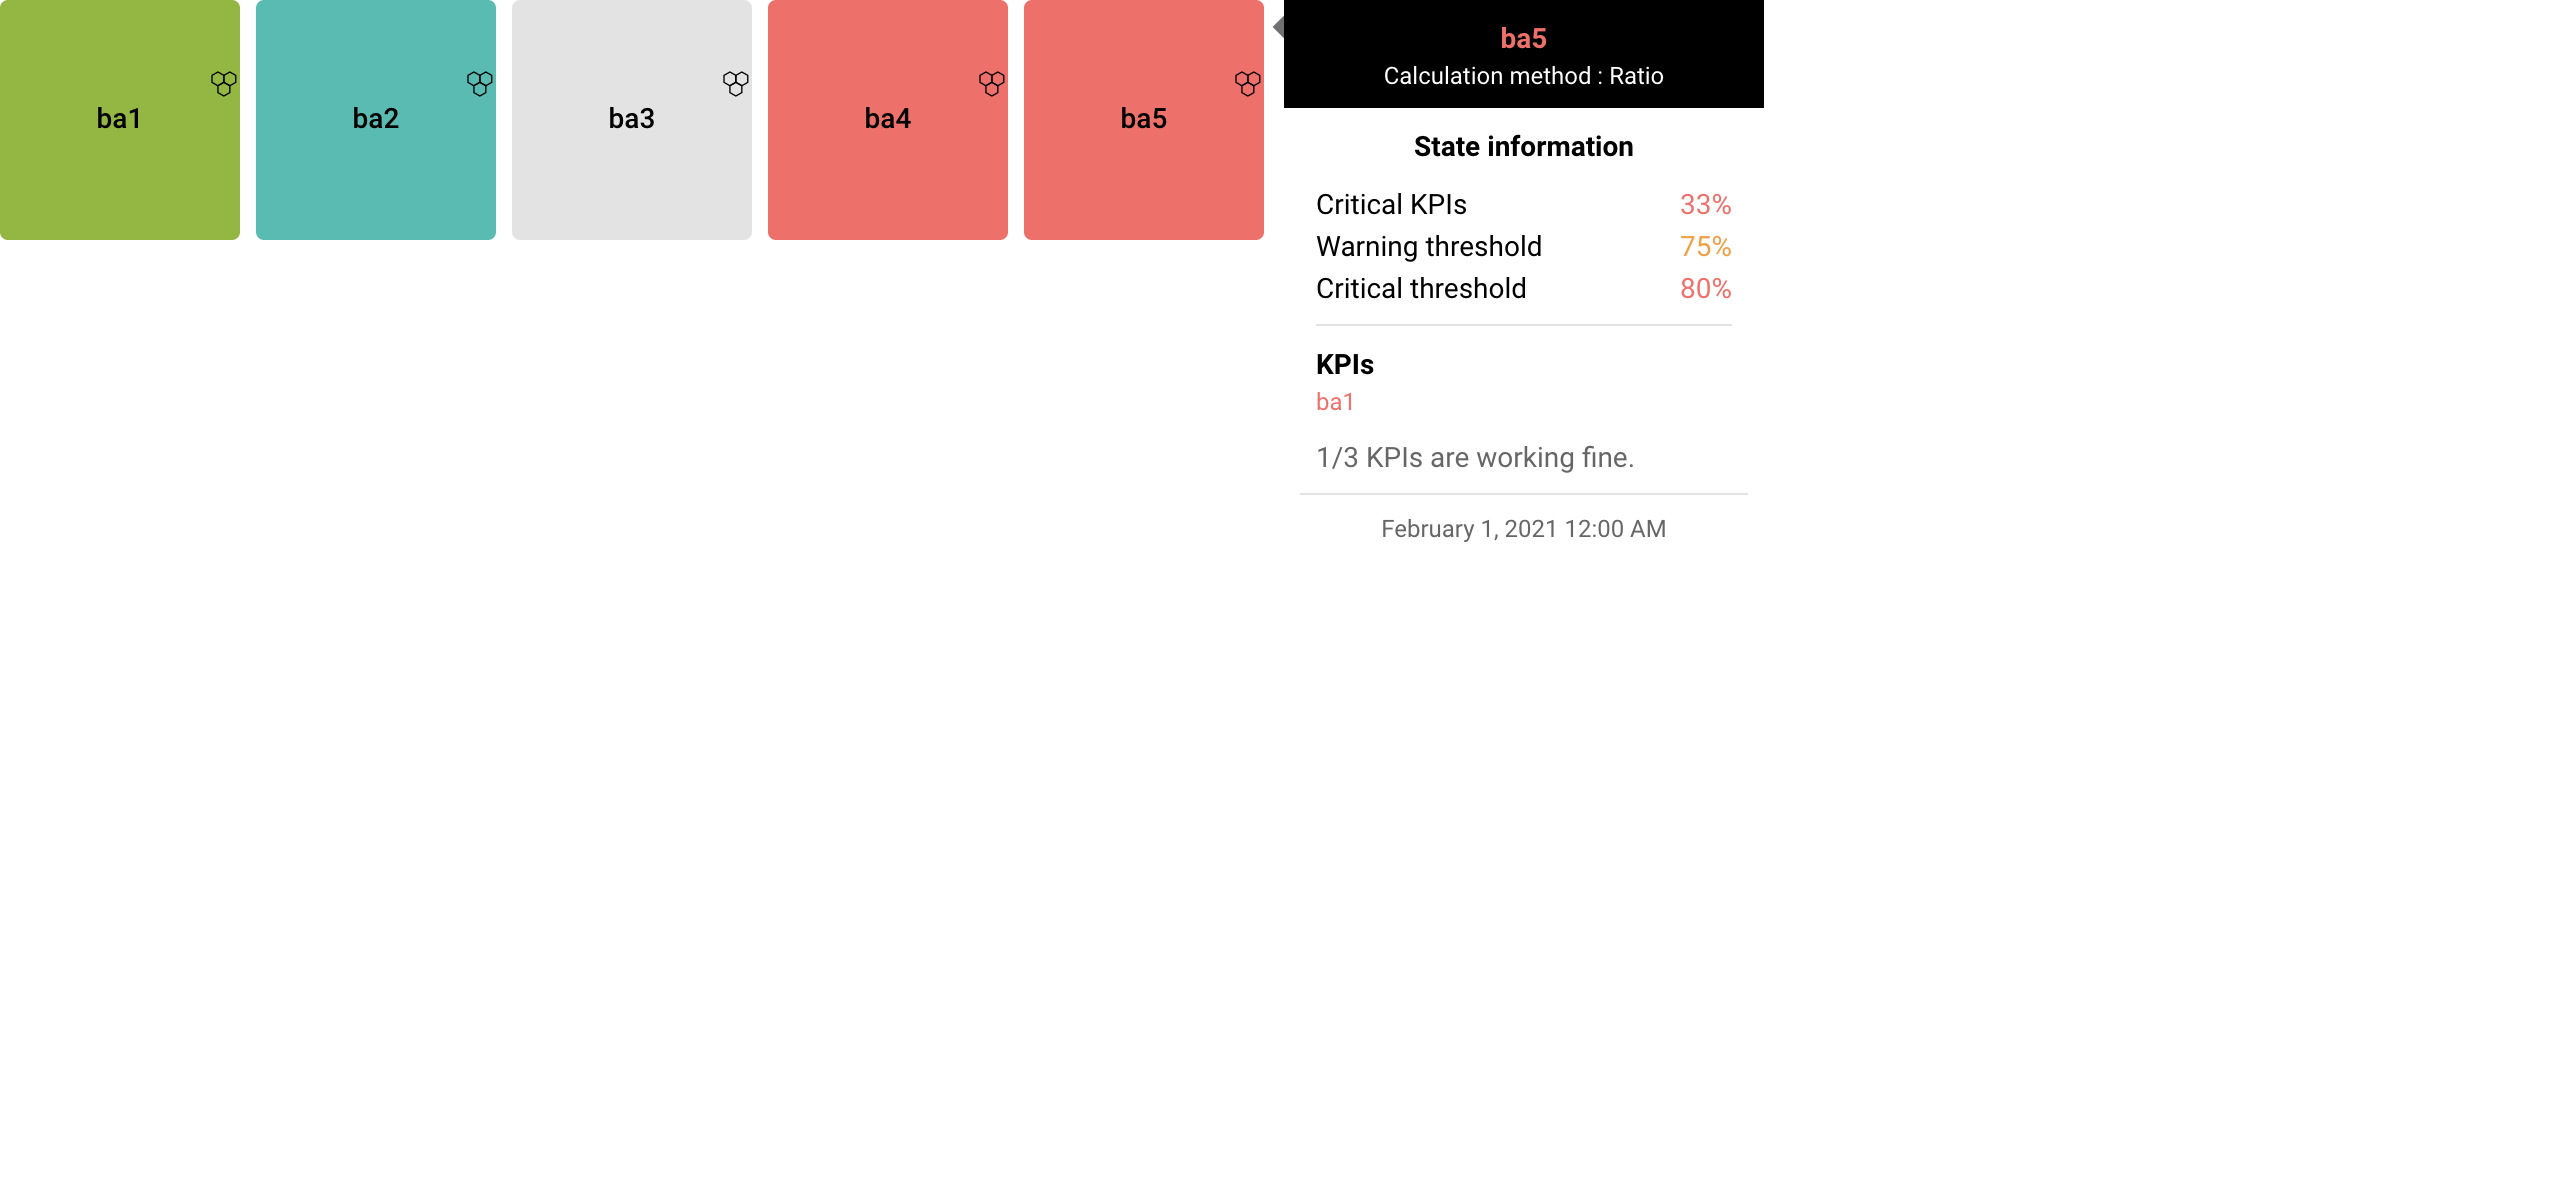 ba1
ba2
ba3
ba4
ba5
ba5
Calculation method : Ratio
State information
Critical KPIs 33%
Warning threshold 75%
Critical threshold 80%
KPIs
ba1
1/3 KPIs are working fine.
February 1, 2021 12:00 AM